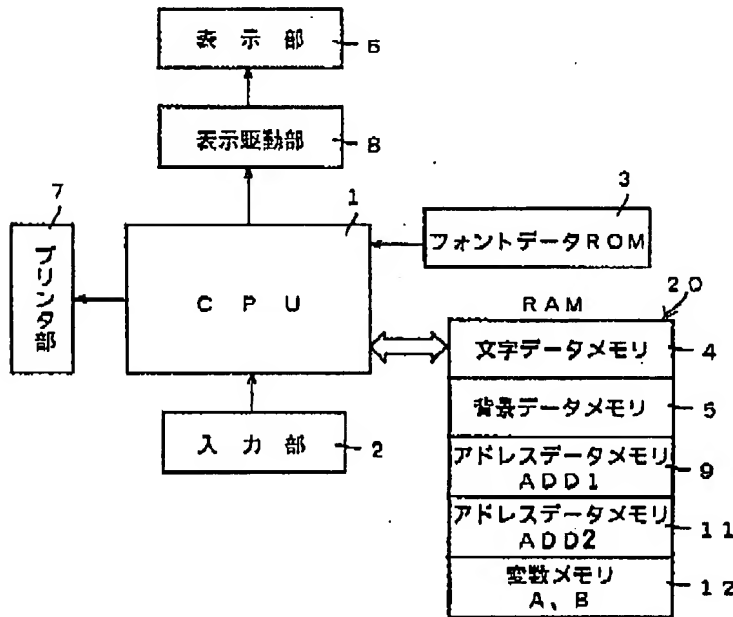 表示部
6
表示駆動部
8
7
1
3
プリンタ部
CPU
フォントデータROM
20
RAM
文字データメモリ
4
背景データメモリ
5
入力部
2
アドレスデータメモリ
ADD1
9
アドレスデータメモリ
ADD2
11
変数メモリ
A、B
12